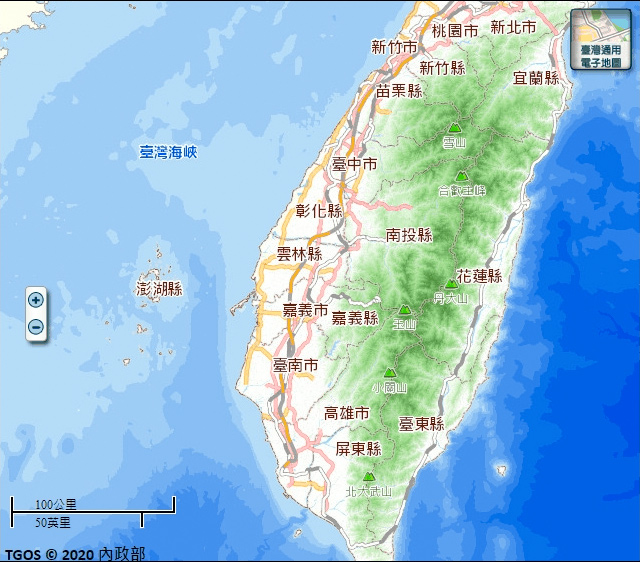 桃園市
新北市
新竹市
臺灣通用
電子地圖
新竹縣
宜蘭縣
苗栗縣
雪山
臺灣海峽
臺中市
合歡主峰
彰化縣
南投縣
雲林縣
花蓮縣
澎湖縣
丹大山
嘉義市
嘉義縣
玉山
臺南市
小關山
高雄市
臺東縣
屏東縣
北大武山
100公里
50英里
TGOS © 2020 內政部